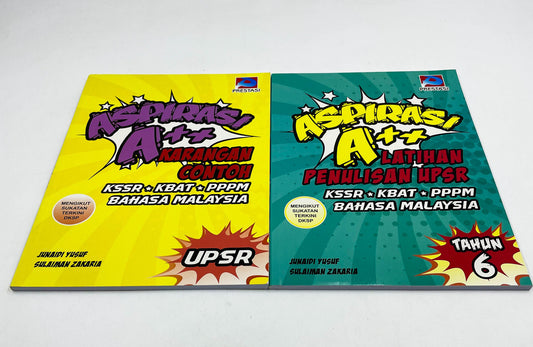 PRESTASI
ASPIRASI
A++
KARANGAN
CONTOH
KSSR ★ KBAT ★ PPPM
BAHASA MALAYSIA
MENGIKUT
SUKATAN
TERKINI
DKSP
UPSR
JUNAIDI YUSUF
SULAIMAN ZAKARIA
PRESTASI
ASPIRASI
A++
LATIHAN
PENULISAN UPSR
KSSR ★ KBAT ★ PPPM
BAHASA MALAYSIA
MENGIKUT
SUKATAN
TERKINI
DKSP
TAHUN
6
JUNAIDI YUSUF
SULAIMAN ZAKARIA